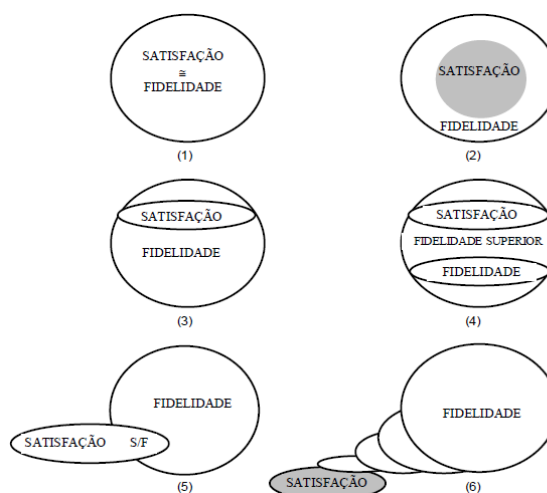 SATISFAÇÃO
≅
FIDELIDADE
(1)
SATISFAÇÃO
FIDELIDADE
(2)
SATISFAÇÃO
FIDELIDADE
(3)
SATISFAÇÃO
FIDELIDADE SUPERIOR
FIDELIDADE
(4)
FIDELIDADE
SATISFAÇÃO S/F
(5)
FIDELIDADE
SATISFAÇÃO
(6)